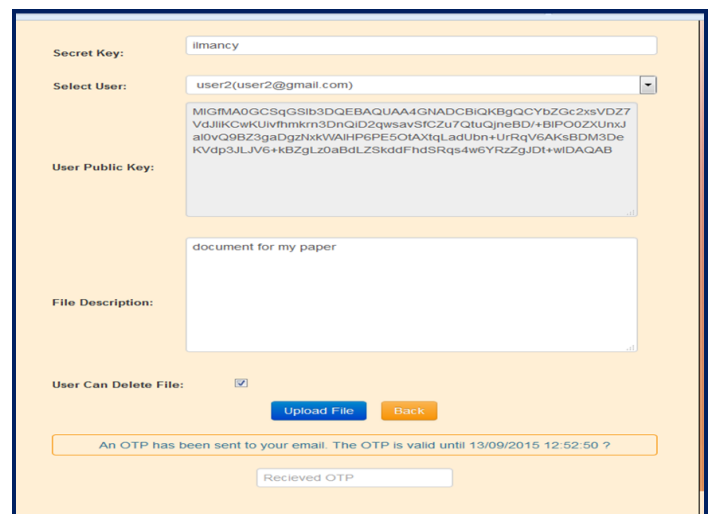 Secret Key: ilmancy
Select User: user2(user2@gmail.com)
User Public Key:
MIGfMA0GCSqGSIb3DQEBAQUAA4GNADCBiQKBgQCYbZGc2xsVDZ7
VdJIiKCwKUivfhmkrn3DnQiD2qwsavSfCZu7QtuQjneBD/+BIPO0ZXUnxJ
aI0vQ9BZ3gaDgzNxkWAIHP6PE5OtAXtqLadUbn+UrRqV6AKsBDM3De
KVdp3JLJV6+kBZgLz0aBdLZSkddFhdSRqs4w6YRzZgJDt+wIDAQAB
File Description: document for my paper
User Can Delete File:
Upload File Back
An OTP has been sent to your email. The OTP is valid until 13/09/2015 12:52:50 ?
Recieved OTP